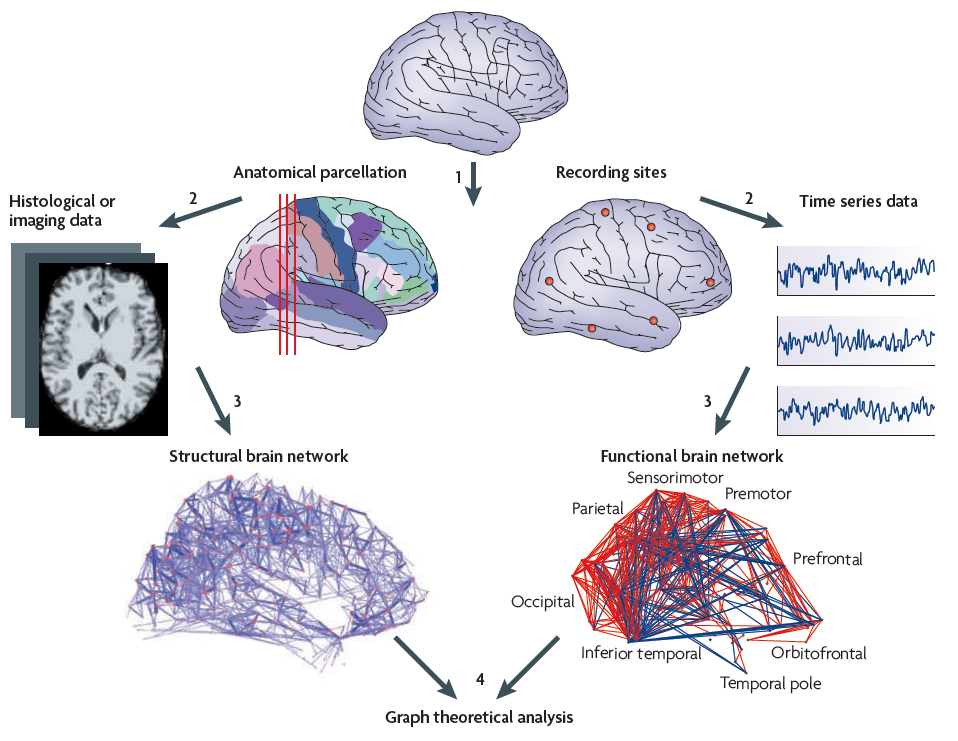 Anatomical parcellation
1
Recording sites
Histological or
imaging data
2
2
Time series data
3
3
Structural brain network
Functional brain network
Sensorimotor
Premotor
Parietal
Prefrontal
Occipital
Inferior temporal
Orbitofrontal
Temporal pole
4
Graph theoretical analysis